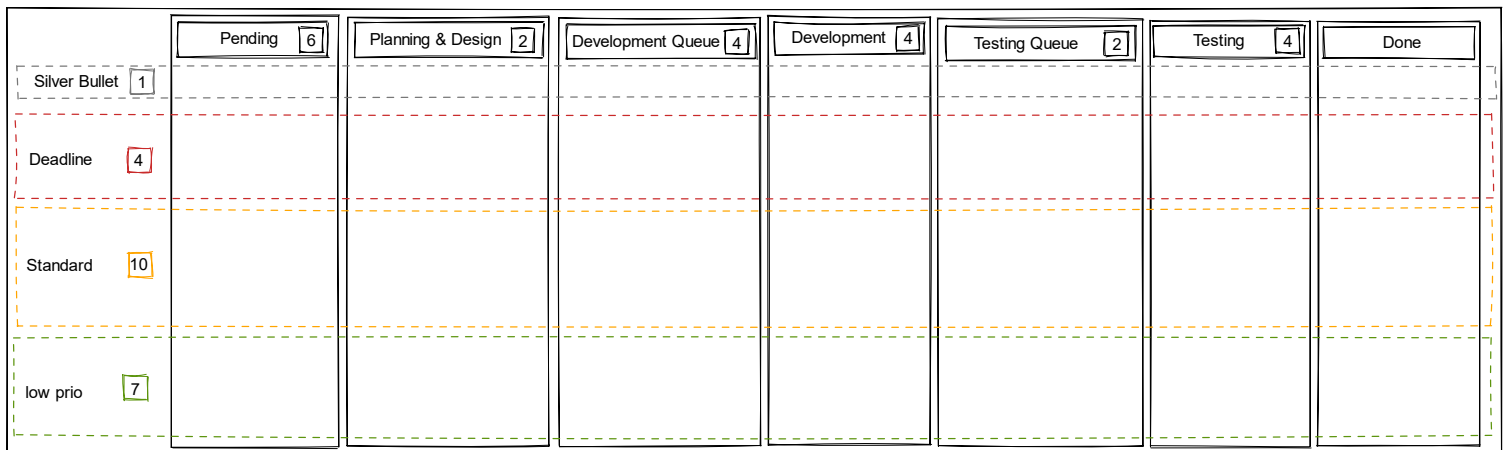 Pending 6
Planning & Design 2
Development Queue 4
Development 4
Testing Queue 2
Testing 4
Done
Silver Bullet 1
Deadline 4
Standard 10
low prio 7